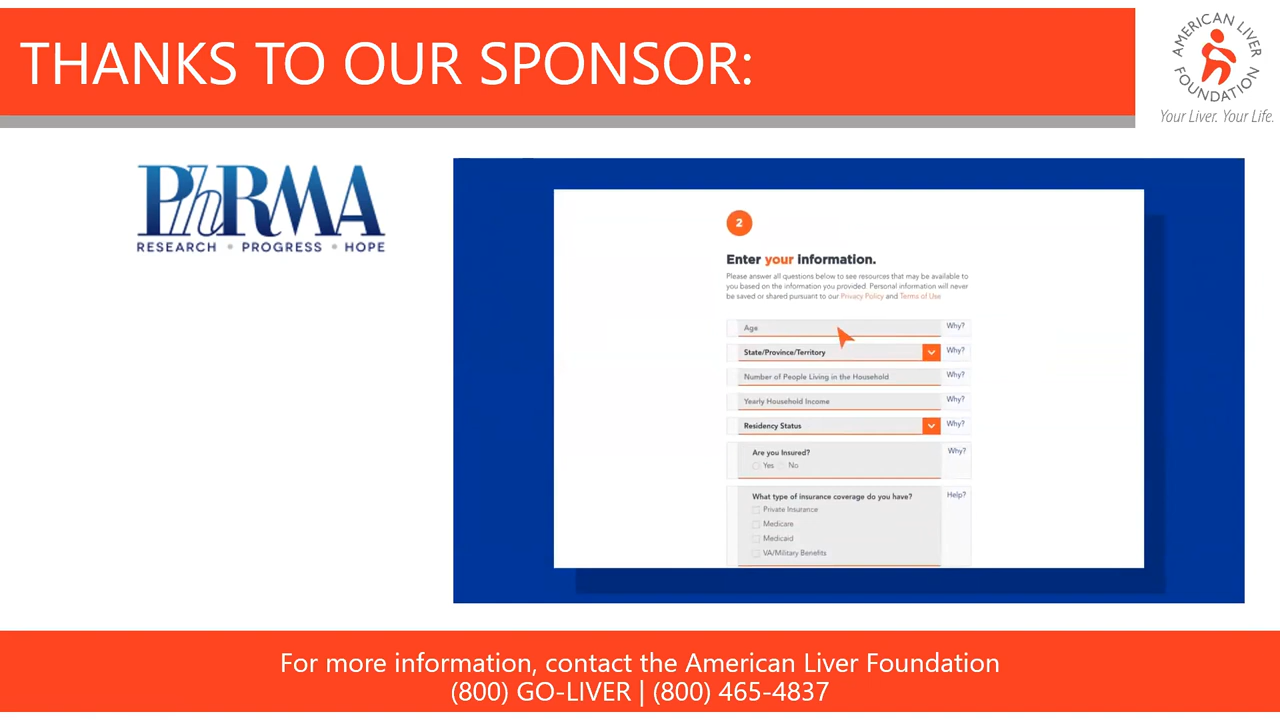 THANKS TO OUR SPONSOR:
AMERICAN LIVER FOUNDATION
Your Liver. Your Life.
PhRMA
RESEARCH • PROGRESS • HOPE
2
Enter your information.
Please answer all questions below to see resources that may be available to
you based on the information you provided. Personal information will never
be saved or shared pursuant to our Privacy Policy and Terms of Use
Age Why?
State/Province/Territory Why?
Number of People Living in the Household Why?
Yearly Household Income Why?
Residency Status Why?
Are you Insured? Why?
Yes No
What type of insurance coverage do you have? Help?
Private Insurance
Medicare
Medicaid
VA/Military Benefits
For more information, contact the American Liver Foundation
(800) GO-LIVER | (800) 465-4837